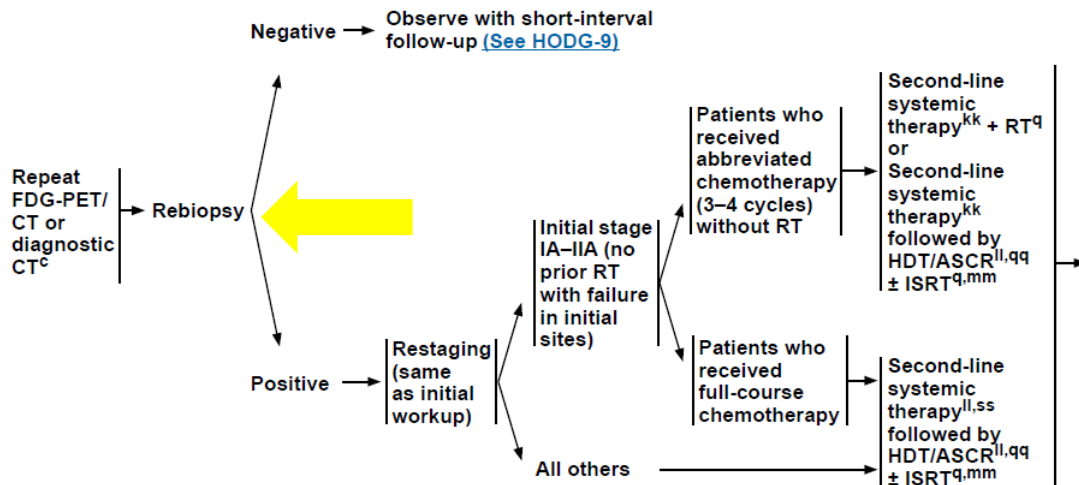 Repeat
FDG-PET/
CT or
diagnostic
CTc
Rebiopsy
Negative
Observe with short-interval
follow-up (See HODG-9)
Positive
Restaging
(same
as initial
workup)
Initial stage
IA–IIA (no
prior RT
with failure
in initial
sites)
All others
Patients who
received
abbreviated
chemotherapy
(3–4 cycles)
without RT
Patients who
received
full-course
chemotherapy
Second-line
systemic
therapykk + RTq
or
Second-line
systemic
therapykk
followed by
HDT/ASCRll,qq
± ISRTq,mm
Second-line
systemic
therapyll,ss
followed by
HDT/ASCRll,qq
± ISRTq,mm